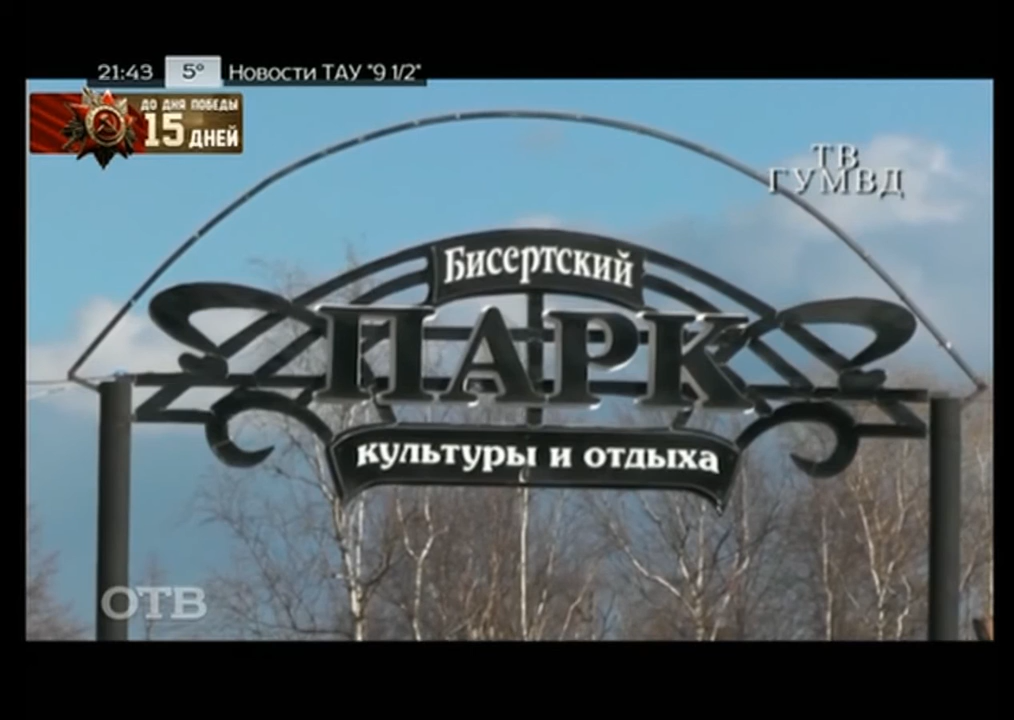 21:43 5° Новости ТАУ "9 1/2"
ДО ДНЯ ПОБЕДЫ
15 ДНЕЙ
ТВ
ГУМВД
Бисертский
ПАРК
культуры и отдыха
ОТВ